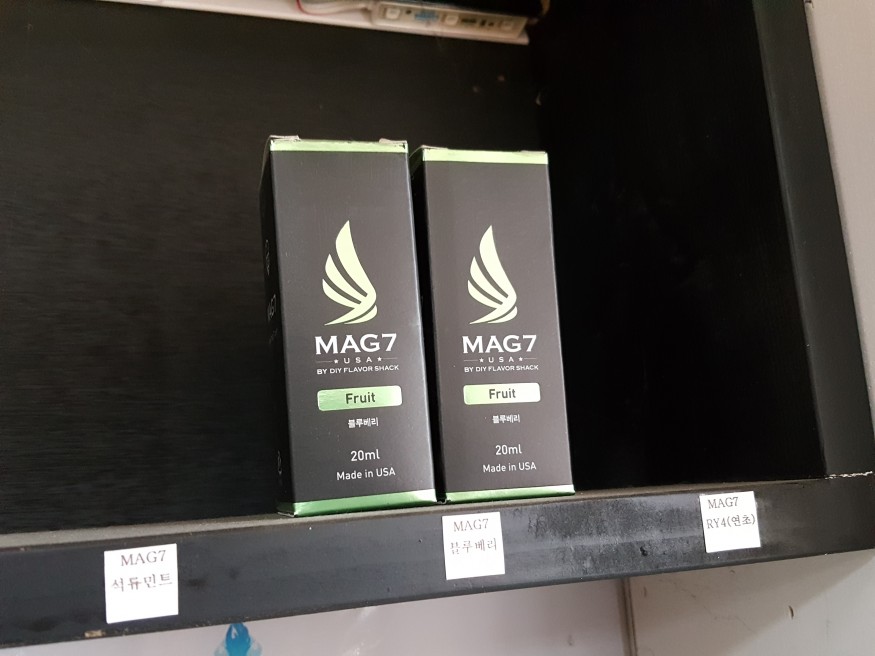 MAG7
USA
BY DIY FLAVOR SHACK
Fruit
블루베리
20ml
Made in USA
MAG7
USA
BY DIY FLAVOR SHACK
Fruit
블루베리
20ml
Made in USA
MAG7
석류민트
MAG7
블루베리
MAG7
RY4(연초)